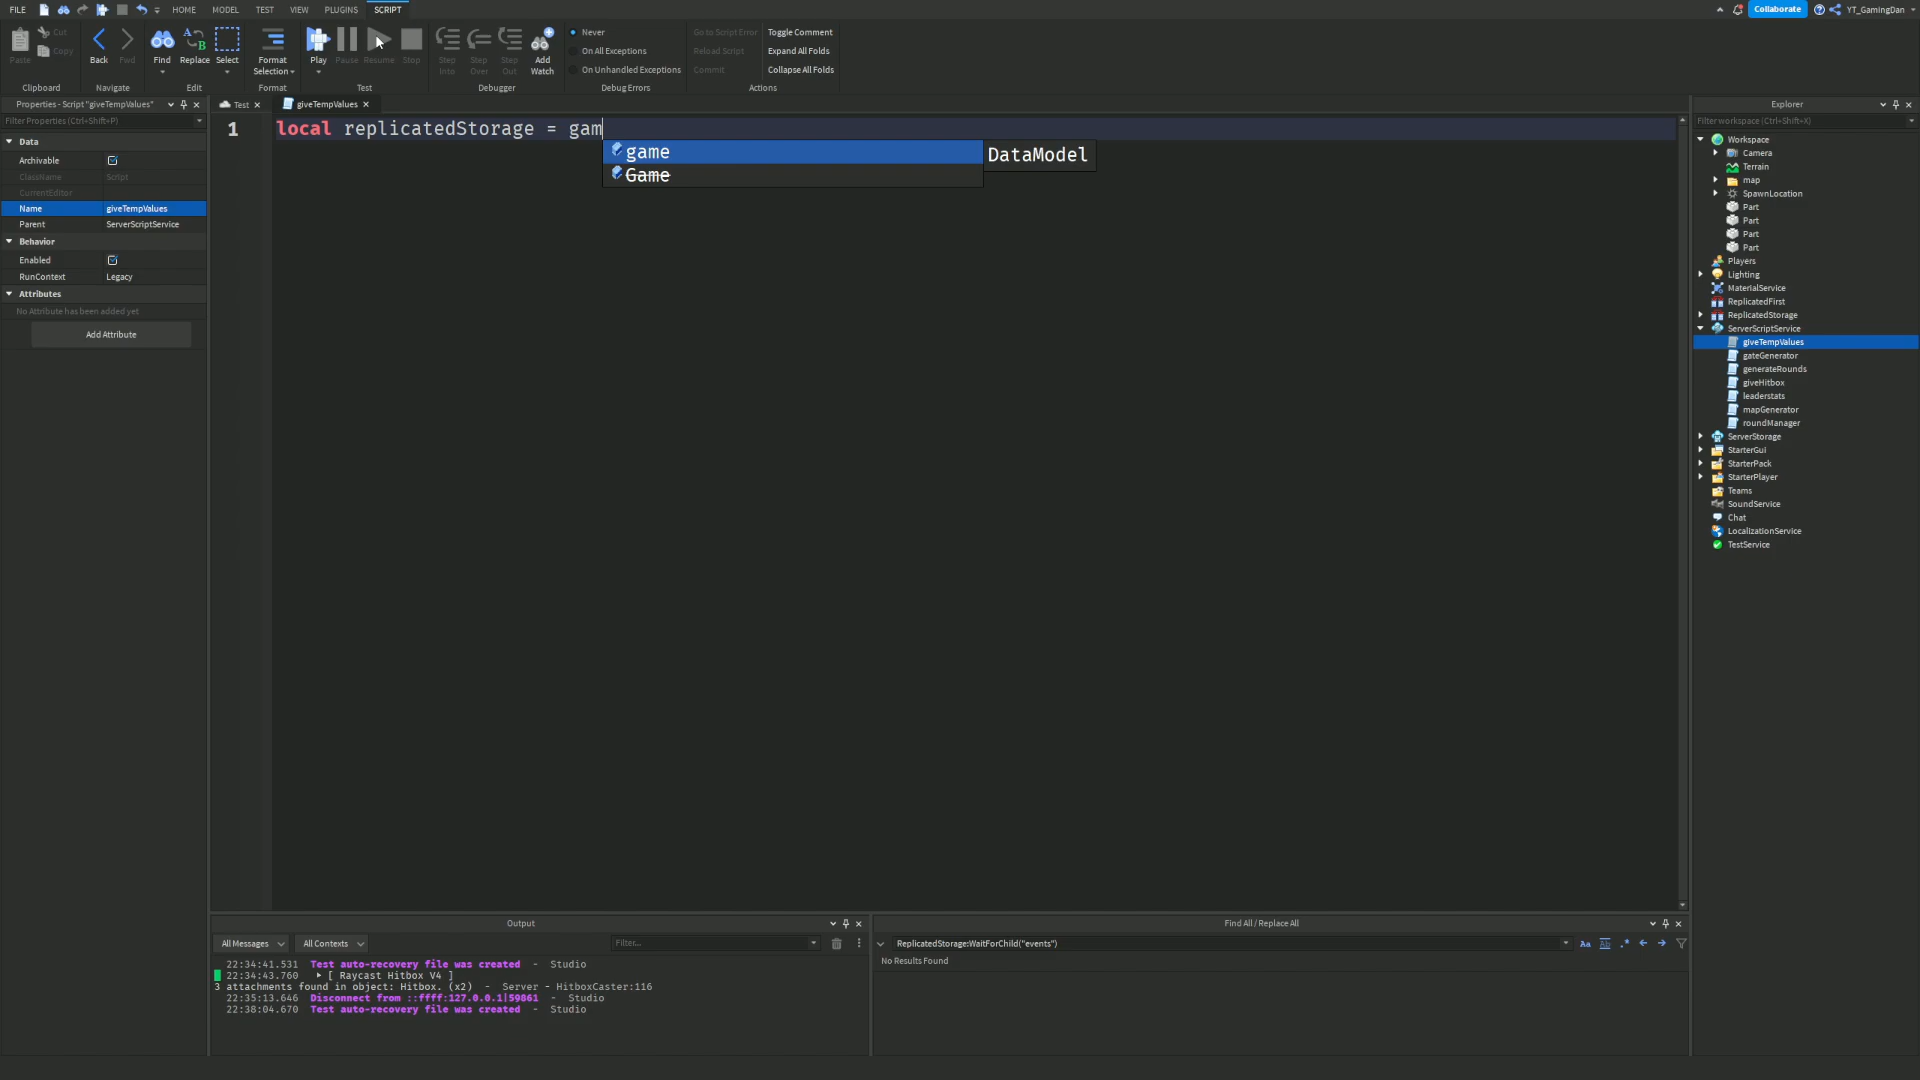 FILE HOME MODEL TEST VIEW PLUGINS SCRIPT Collaborate YT_GamingDan
Paste Cut Copy Back Fwd Find Replace Select Format Selection Play Pause Resume Stop Step Into Step Over Step Out Add Watch
Never
On All Exceptions
On Unhandled Exceptions
Go to Script Error
Reload Script
Commit
Toggle Comment
Expand All Folds
Collapse All Folds
Clipboard Navigate Edit Format Test Debugger Debug Errors Actions
Properties - Script "giveTempValues"
Filter Properties (Ctrl+Shift+P)
Data
Archivable
ClassName Script
CurrentEditor
Name giveTempValues
Parent ServerScriptService
Behavior
Enabled
RunContext Legacy
Attributes
No Attribute has been added yet
Add Attribute
Test giveTempValues
1 local replicatedStorage = gam
game DataModel
Game
Explorer
Filter workspace (Ctrl+Shift+X)
Workspace
Camera
Terrain
map
SpawnLocation
Part
Part
Part
Part
Players
Lighting
MaterialService
ReplicatedFirst
ReplicatedStorage
ServerScriptService
giveTempValues
gateGenerator
generateRounds
giveHitbox
leaderstats
mapGenerator
roundManager
ServerStorage
StarterGui
StarterPack
StarterPlayer
Teams
SoundService
Chat
LocalizationService
TestService
Output
All Messages All Contexts Filter...
22:34:41.531 Test auto-recovery file was created - Studio
22:34:43.760 [ Raycast Hitbox V4 ]
3 attachments found in object: Hitbox. (x2) - Server - HitboxCaster:116
22:35:13.646 Disconnect from ::ffff:127.0.0.1|59861 - Studio
22:38:04.670 Test auto-recovery file was created - Studio
Find All / Replace All
ReplicatedStorage:WaitForChild("events") Aa Ab .*
No Results Found